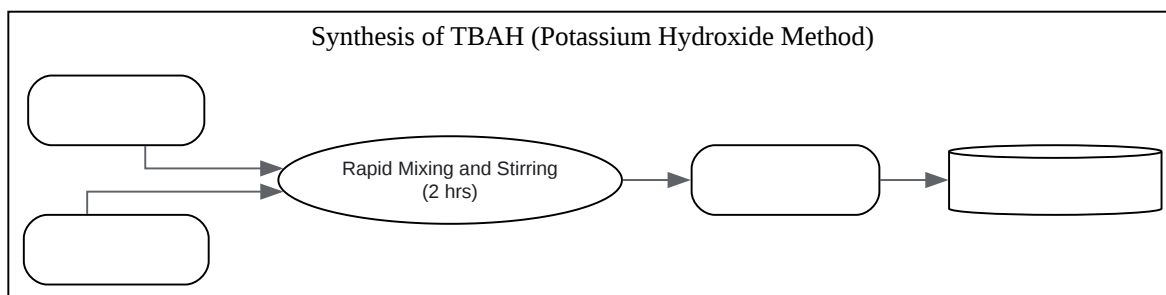 Synthesis of TBAH (Potassium Hydroxide Method)
Rapid Mixing and Stirring
(2 hrs)